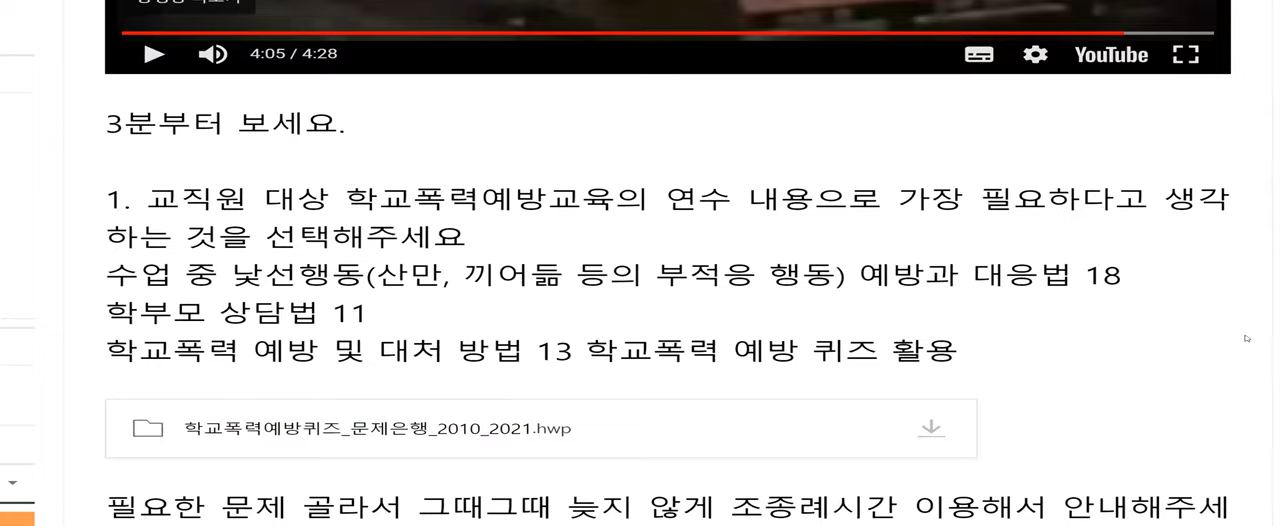 4:05 / 4:28
YouTube
3분부터 보세요.
1. 교직원 대상 학교폭력예방교육의 연수 내용으로 가장 필요하다고 생각
하는 것을 선택해주세요
수업 중 낯선행동(산만, 끼어듦 등의 부적응 행동) 예방과 대응법 18
학부모 상담법 11
학교폭력 예방 및 대처 방법 13 학교폭력 예방 퀴즈 활용
학교폭력예방퀴즈_문제은행_2010_2021.hwp
필요한 문제 골라서 그때그때 늦지 않게 조종례시간 이용해서 안내해주세